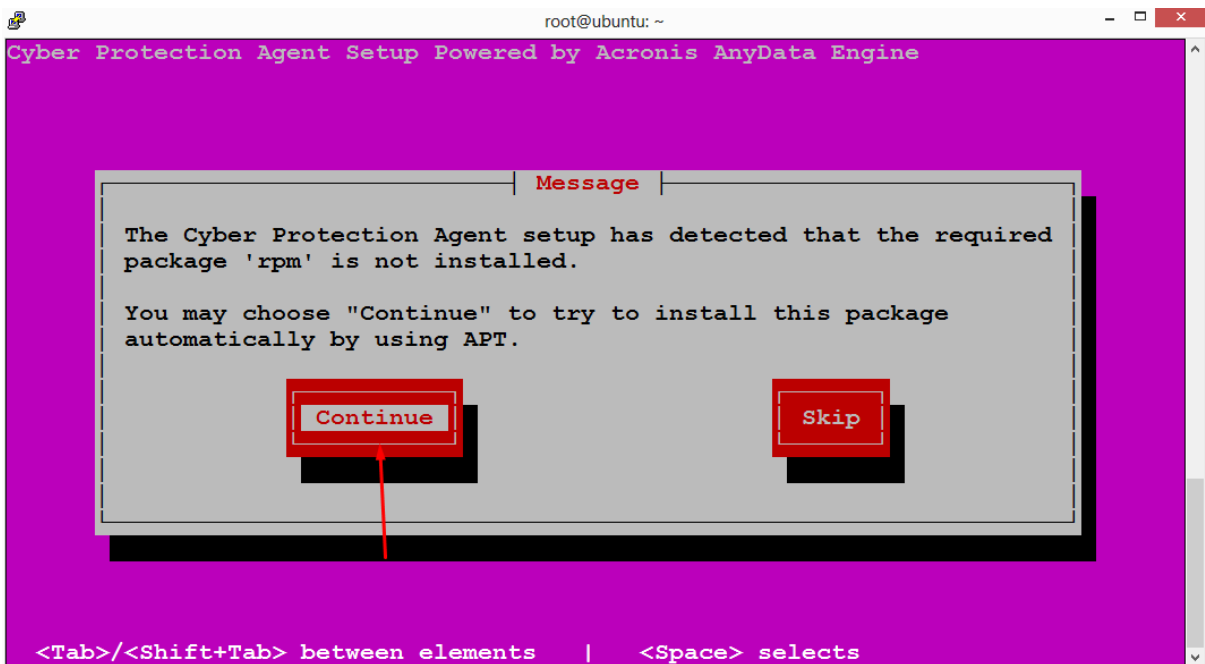 root@ubuntu: ~
Cyber Protection Agent Setup Powered by Acronis AnyData Engine
Message
The Cyber Protection Agent setup has detected that the required
package 'rpm' is not installed.
You may choose "Continue" to try to install this package
automatically by using APT.
Continue Skip
<Tab>/<Shift+Tab> between elements | <Space> selects